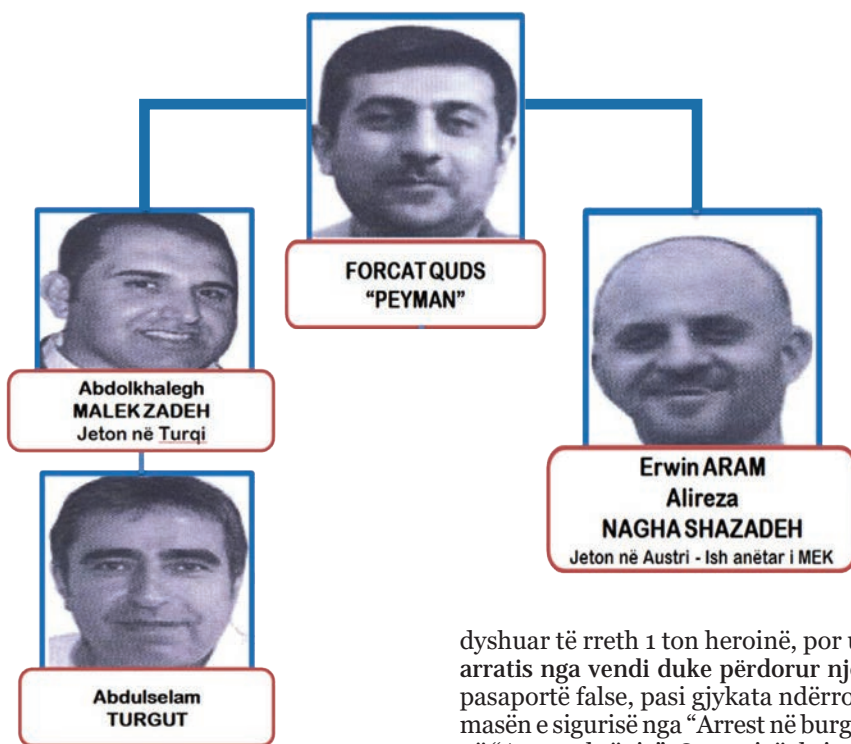 FORCAT QUDS
“PEYMAN”
Abdolkhalegh
MALEK ZADEH
Jeton në Turqi
Erwin ARAM
Alireza
NAGHA SHAZADEH
Jeton në Austri - Ish anëtar i MEK
Abdulselam
TURGUT
dyshuar të rreth 1 ton heroinë, por u
arratis nga vendi duke përdorur një
pasaportë false, pasi gjykata ndërro
masën e sigurisë nga “Arrest në burg